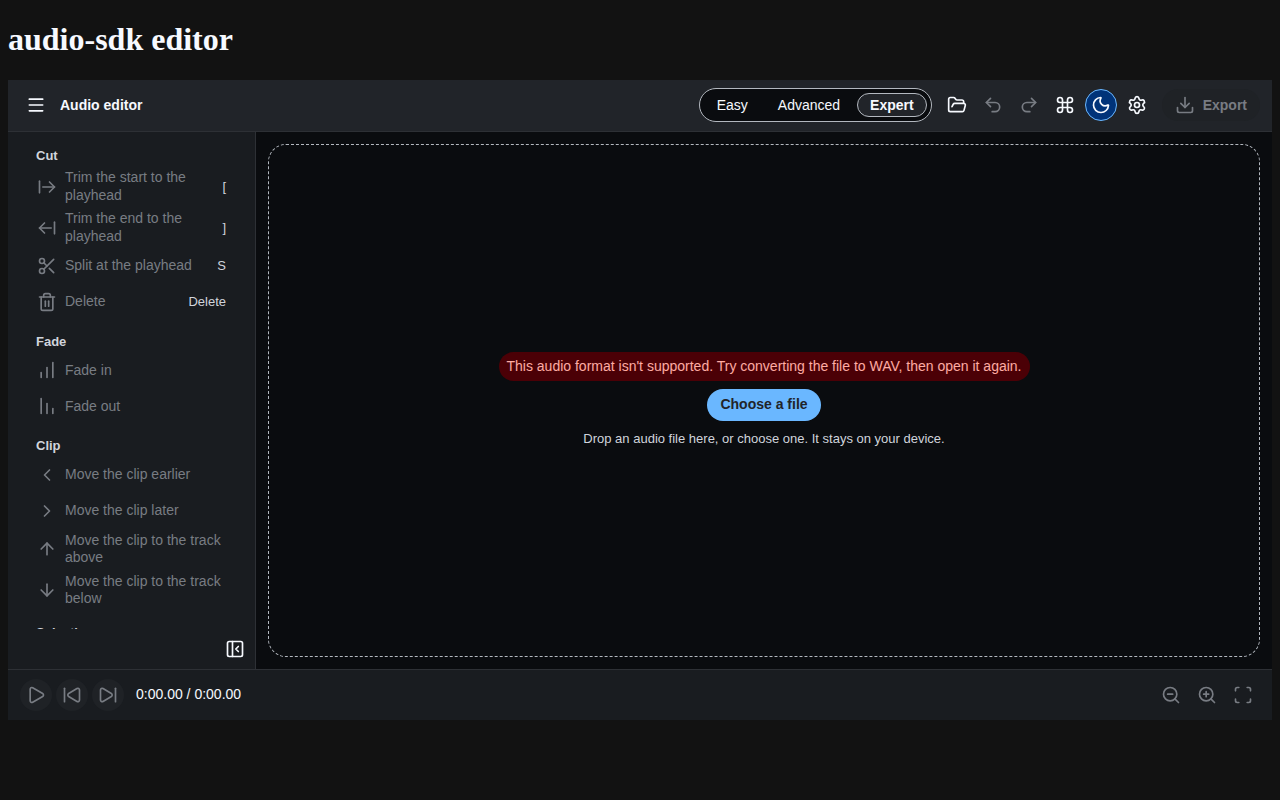 audio-sdk editor
Audio editor
Easy
Advanced
Expert
Export
Cut
Trim the start to the
playhead
[
Trim the end to the
playhead
]
Split at the playhead
S
Delete
Delete
Fade
Fade in
Fade out
Clip
Move the clip earlier
Move the clip later
Move the clip to the track
above
Move the clip to the track
below
This audio format isn't supported. Try converting the file to WAV, then open it again.
Choose a file
Drop an audio file here, or choose one. It stays on your device.
0:00.00 / 0:00.00